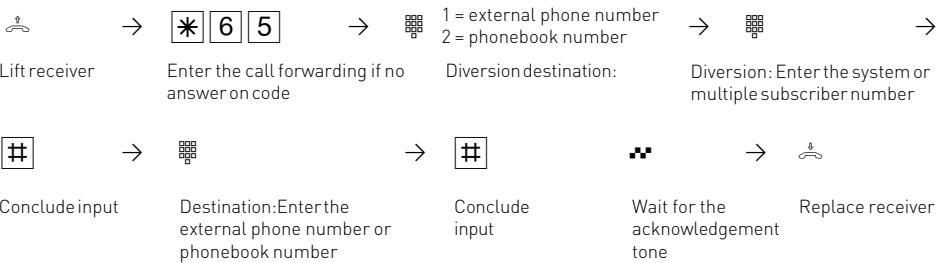 → * 6 5 → 1 = external phone number → →
2 = phonebook number
Lift receiver Enter the call forwarding if no Diversion destination: Diversion: Enter the system or
answer on code multiple subscriber number
# → → # →
Conclude input Destination: Enter the Conclude Wait for the Replace receiver
external phone number or input acknowledgement
phonebook number tone